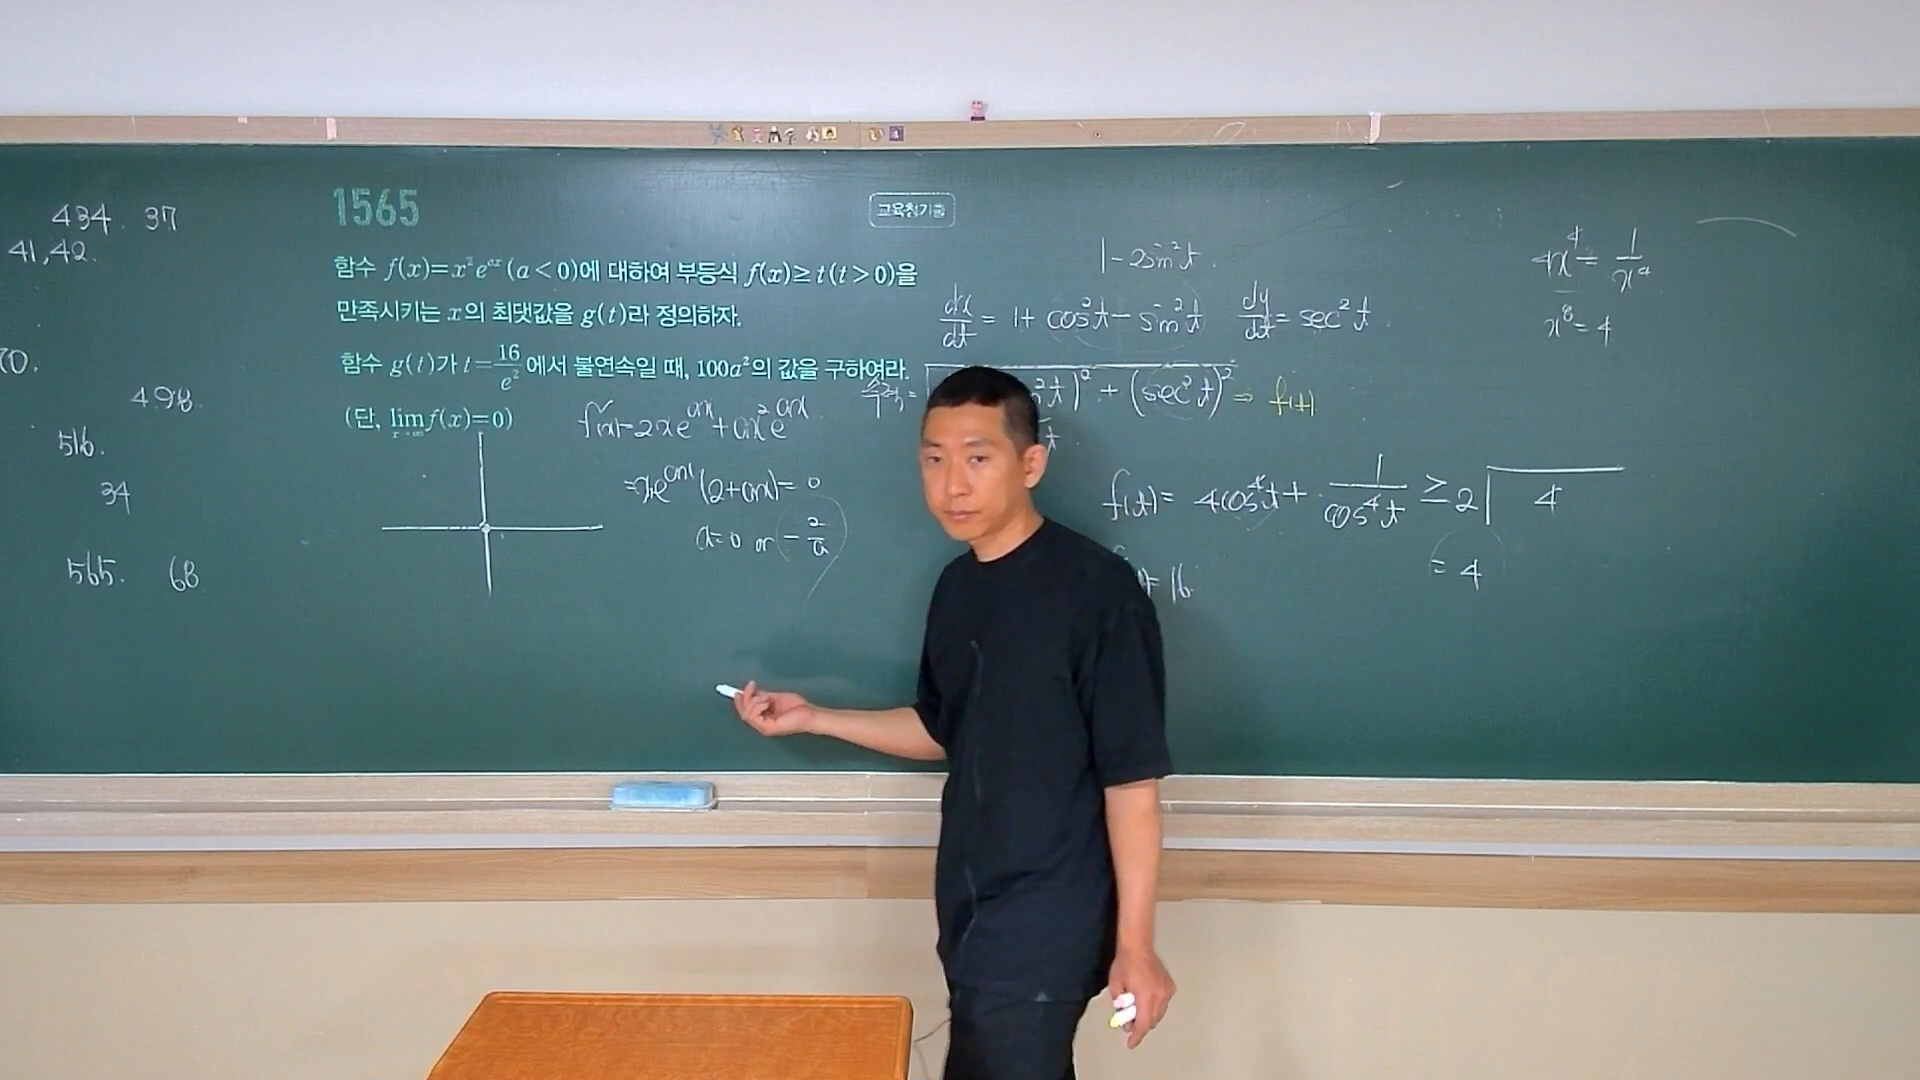 434. 37
41,42.
70.
498.
516.
34
565. 68
1565
교육청기출
함수 f(x)=x²e^{ax} (a<0)에 대하여 부등식 f(x)≥t(t>0)을
만족시키는 x의 최댓값을 g(t)라 정의하자.
함수 g(t)가 t=16/e²에서 불연속일 때, 100a²의 값을 구하여라.
(단, lim_{x→∞} f(x)=0)
f'(x)=2xe^{ax}+ax²e^{ax}
=xe^{ax}(2+ax)=0
x=0 or -2/a
1-2sin²t.
dx/dt = 1+cos²t-sin²t dy/dt = sec²t.
²t)²+(sec²t)² ⇒ f(t)
f(t)= 4cos⁴t+ 1/cos⁴t ≥2√4
= 4
)=16.
4x⁴= 1/x⁴
x⁸=4